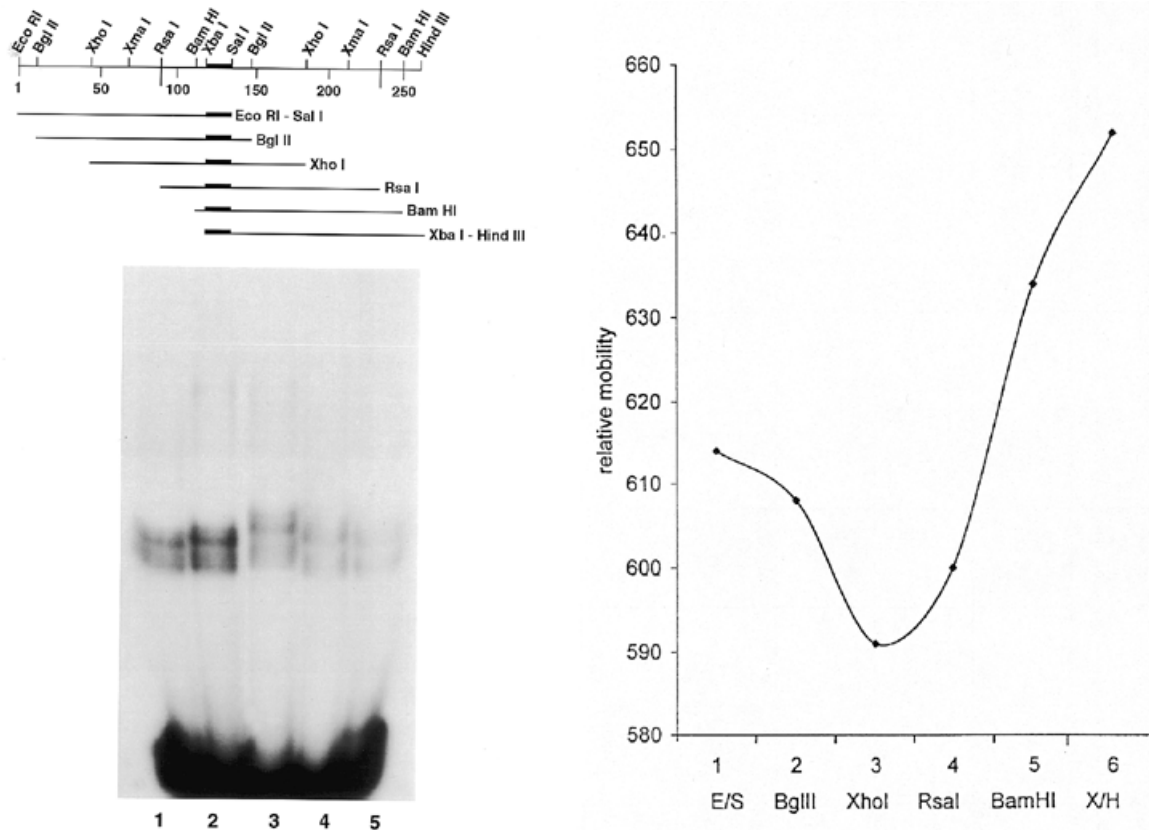 Eco RI Bgl II Xho I Xma I Rsa I Bam HI Xba I Sal I Bgl II Xho I Xma I Rsa I Bam HI Hind III
1 50 100 150 200 250
Eco RI - Sal I
Bgl II
Xho I
Rsa I
Bam HI
Xba I - Hind III
1 2 3 4 5
relative mobility
660
650
640
630
620
610
600
590
580
1 2 3 4 5 6
E/S BglII XhoI RsaI BamHI X/H